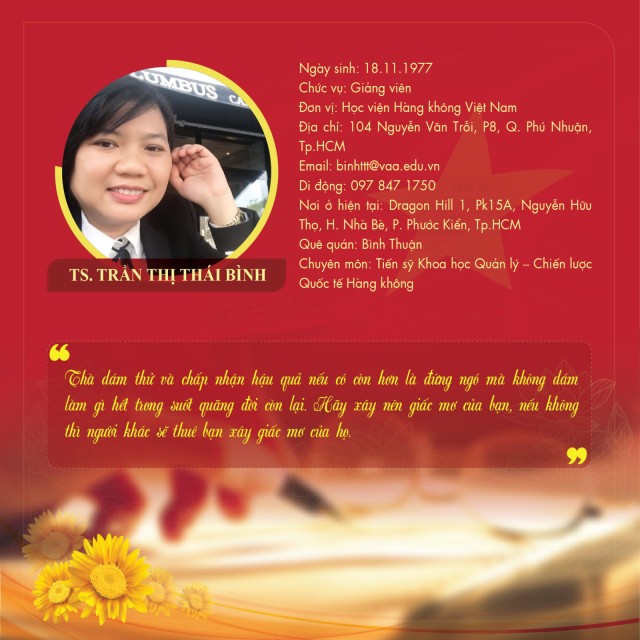 COLUMBUS CA
Ngày sinh: 18.11.1977
Chức vụ: Giảng viên
Đơn vị: Học viện Hàng không Việt Nam
Địa chỉ: 104 Nguyễn Văn Trỗi, P8, Q. Phú Nhuận,
Tp.HCM
Email: binhttt@vaa.edu.vn
Di động: 097 847 1750
Nơi ở hiện tại: Dragon Hill 1, Pk15A, Nguyễn Hữu
Thọ, H. Nhà Bè, P. Phước Kiển, Tp.HCM
Quê quán: Bình Thuận
Chuyên môn: Tiến sỹ Khoa học Quản lý – Chiến lược
Quốc tế Hàng không
TS. TRẦN THỊ THÁI BÌNH
“
Thà dám thử và chấp nhận hậu quả nếu có còn hơn là đứng ngó mà không dám
làm gì hết trong suốt quãng đời còn lại. Hãy xây nên giấc mơ của bạn, nếu không
thì người khác sẽ thuê bạn xây giấc mơ của họ.
”